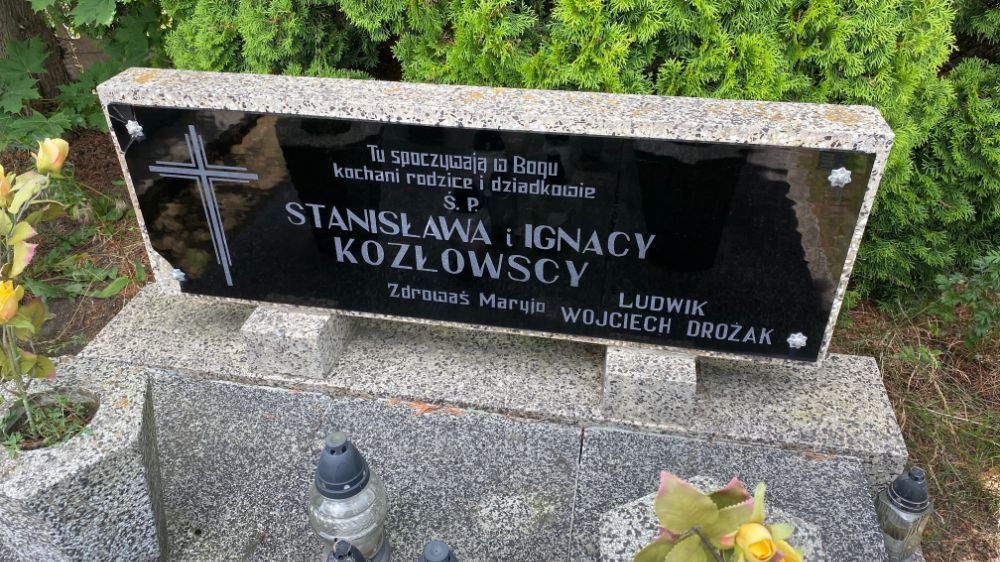 Tu spoczywają w Bogu
kochani rodzice i dziadkowie
Ś. P.
STANISŁAWA i IGNACY
KOZŁOWSCY
Zdrowaś Maryjo
LUDWIK
WOJCIECH DROŻAK